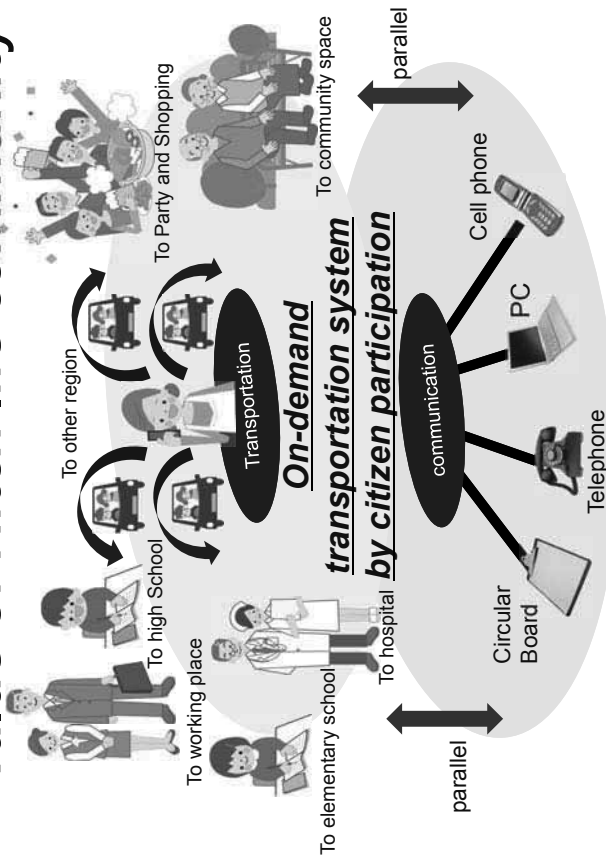 To other region
To Party and Shopping
To high School
To working place
To elementary school
To hospital
To community space
Transportation
On-demand
transportation system
by citizen participation
communication
parallel
parallel
Circular
Board
Telephone
PC
Cell phone